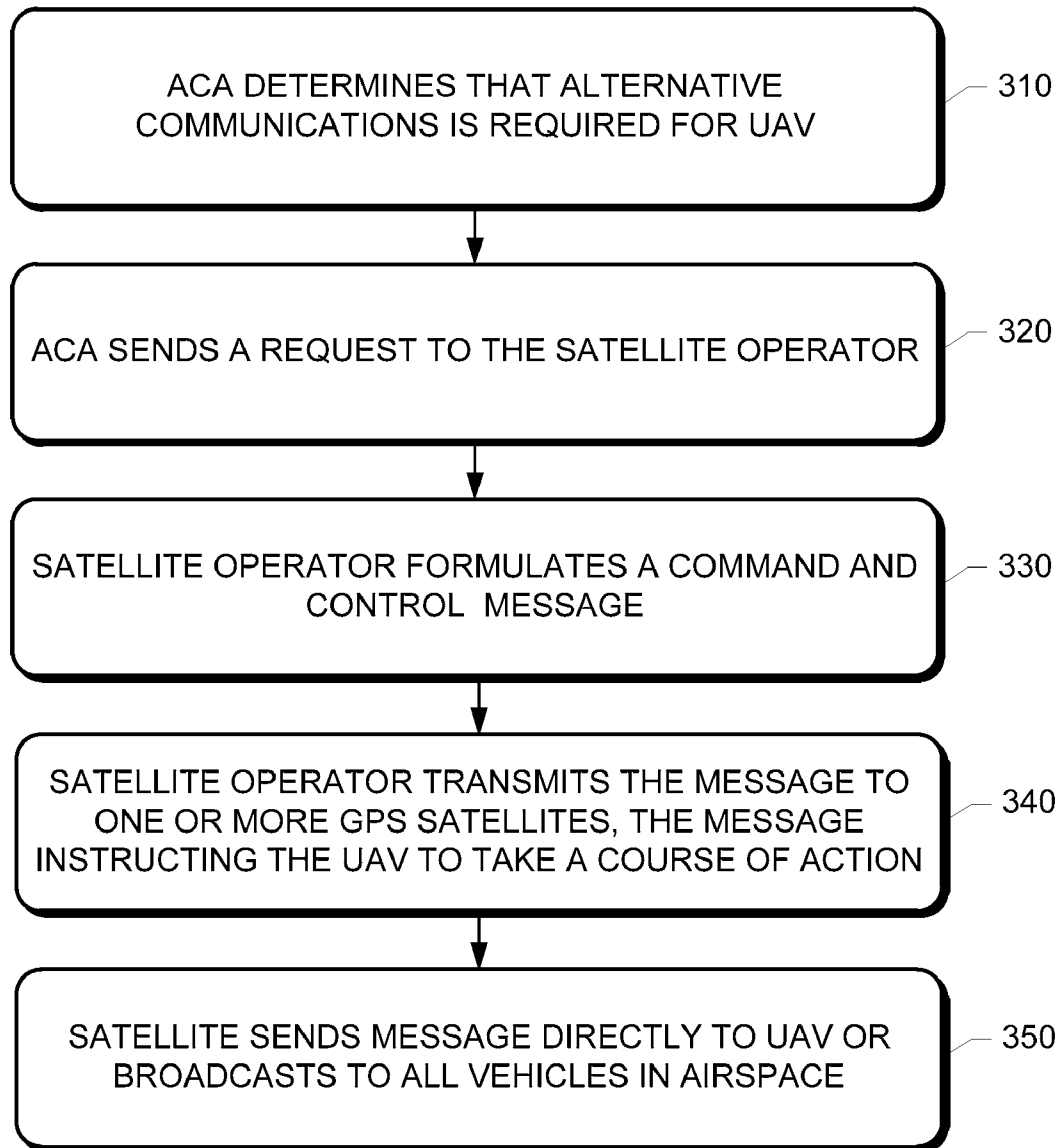 ACA DETERMINES THAT ALTERNATIVE
COMMUNICATIONS IS REQUIRED FOR UAV
310
ACA SENDS A REQUEST TO THE SATELLITE OPERATOR
320
SATELLITE OPERATOR FORMULATES A COMMAND AND
CONTROL MESSAGE
330
SATELLITE OPERATOR TRANSMITS THE MESSAGE TO
ONE OR MORE GPS SATELLITES, THE MESSAGE
INSTRUCTING THE UAV TO TAKE A COURSE OF ACTION
340
SATELLITE SENDS MESSAGE DIRECTLY TO UAV OR
BROADCASTS TO ALL VEHICLES IN AIRSPACE
350